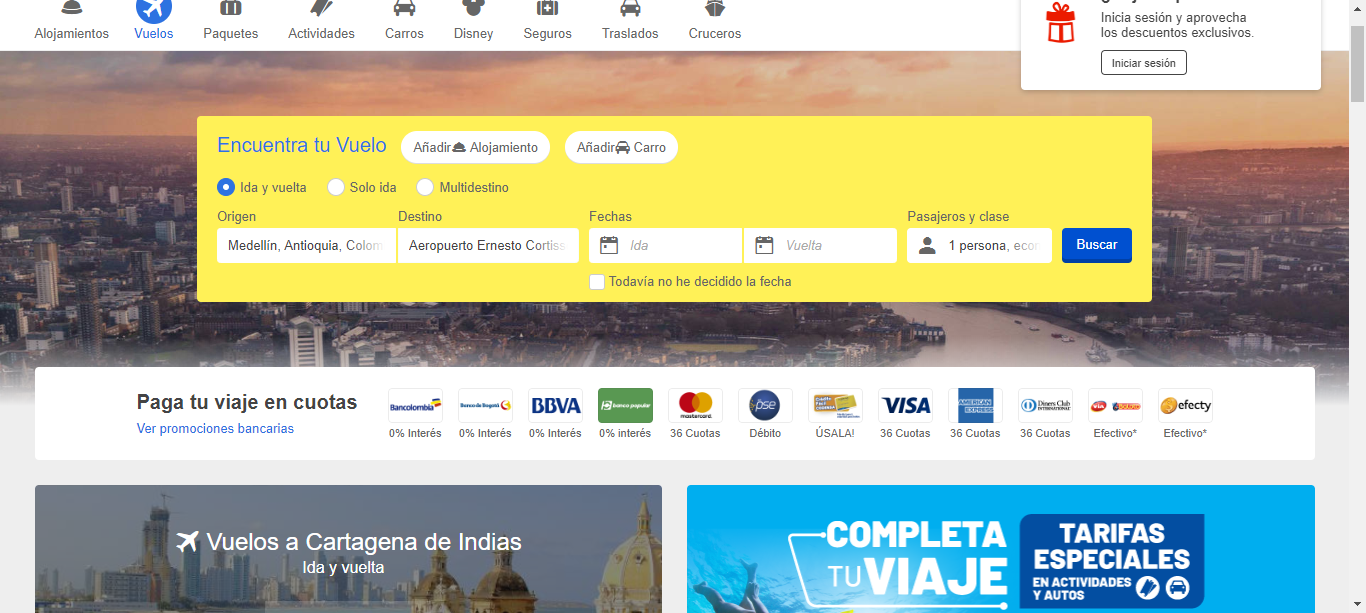 Alojamientos
Vuelos
Paquetes
Actividades
Carros
Disney
Seguros
Traslados
Cruceros
Inicia sesión y aprovecha
los descuentos exclusivos.
Iniciar sesión
Encuentra tu Vuelo
Añadir Alojamiento
Añadir Carro
Ida y vuelta
Solo ida
Multidestino
Origen
Destino
Fechas
Pasajeros y clase
Medellín, Antioquia, Colom
Aeropuerto Ernesto Cortiss
Ida
Vuelta
1 persona, econ
Buscar
Todavía no he decidido la fecha
Paga tu viaje en cuotas
Ver promociones bancarias
Bancolombia
0% Interés
Banco de Bogotá
0% Interés
BBVA
0% Interés
banco popular
0% interés
mastercard
36 Cuotas
pse
Débito
ÚSALA!
VISA
36 Cuotas
AMERICAN EXPRESS
36 Cuotas
Diners Club
INTERNATIONAL
36 Cuotas
via
Efectivo*
efecty
Efectivo*
Vuelos a Cartagena de Indias
Ida y vuelta
COMPLETA
TU VIAJE
TARIFAS
ESPECIALES
EN ACTIVIDADES
Y AUTOS